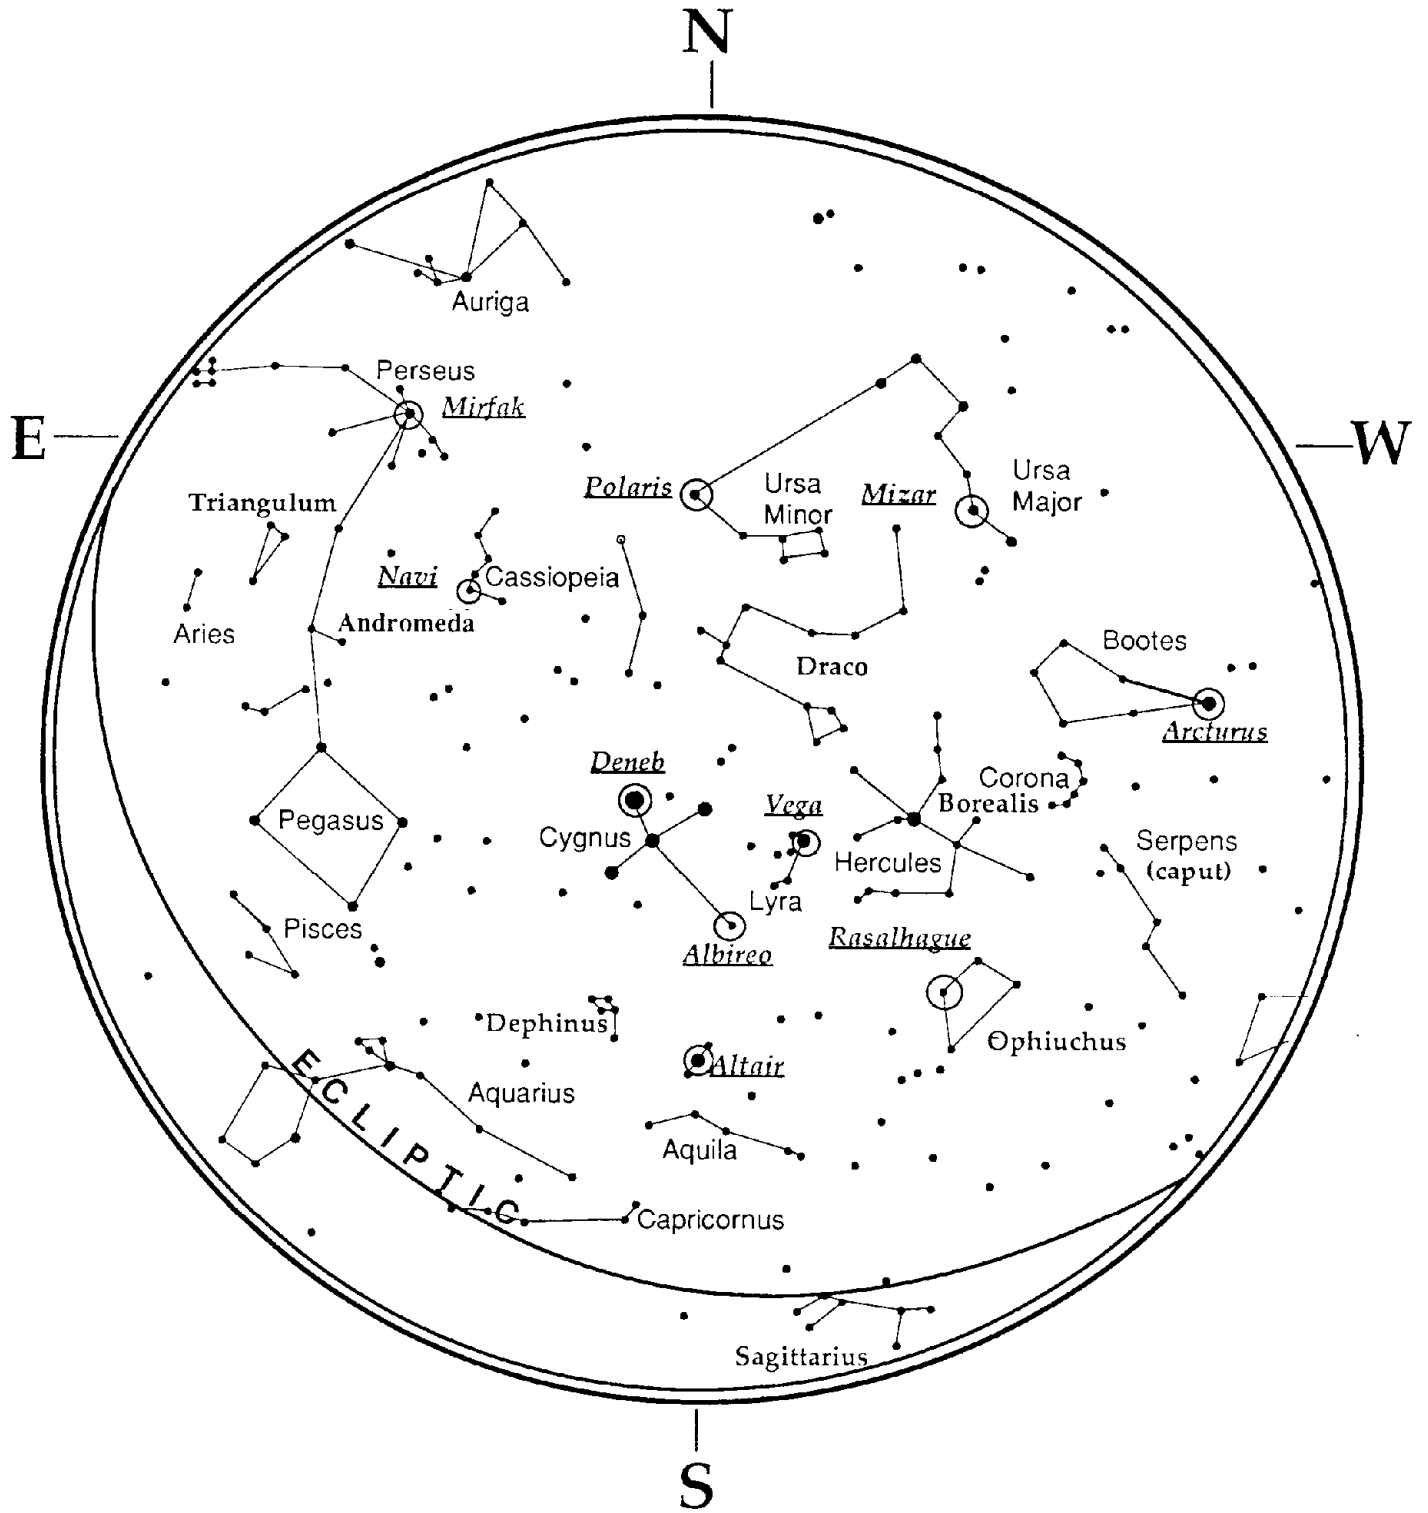 N
Auriga
Perseus
Mirfak
E
W
Polaris
Ursa
Minor
Mizar
Ursa
Major
Triangulum
Navi
Cassiopeia
Andromeda
Aries
Draco
Bootes
Arcturus
Deneb
Vega
Corona
Borealis
Pegasus
Cygnus
Hercules
Serpens
(caput)
Lyra
Pisces
Albireo
Rasalhague
Dephinus
Ophiuchus
Altair
Aquarius
ECLIPTIC
Aquila
Capricornus
Sagittarius
S